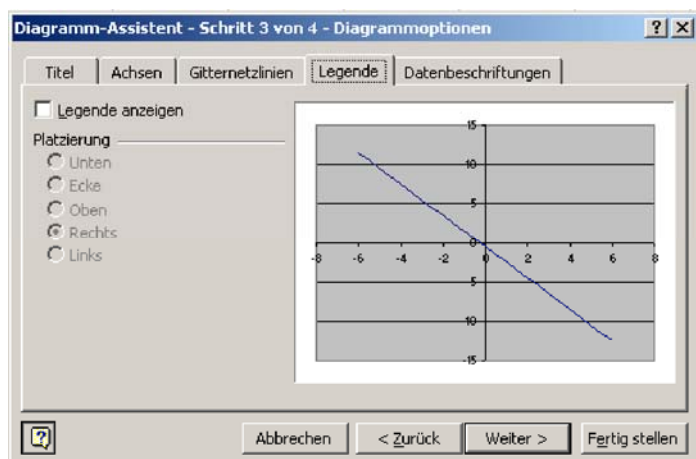 Diagramm-Assistent - Schritt 3 von 4 - Diagrammoptionen
Titel Achsen Gitternetzlinien Legende Datenbeschriftungen
Legende anzeigen
Platzierung
Unten
Ecke
Oben
Rechts
Links
15
10
5
0
-8 -6 -4 -2 0 2 4 6 8
-5
-10
-15
Abbrechen < Zurück Weiter > Fertig stellen